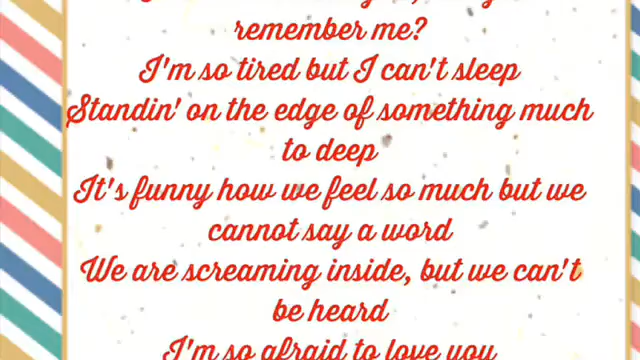 remember me?
I'm so tired but I can't sleep
Standin' on the edge of something much
to deep
It's funny how we feel so much but we
cannot say a word
We are screaming inside, but we can't
be heard
I'm so afraid to love you